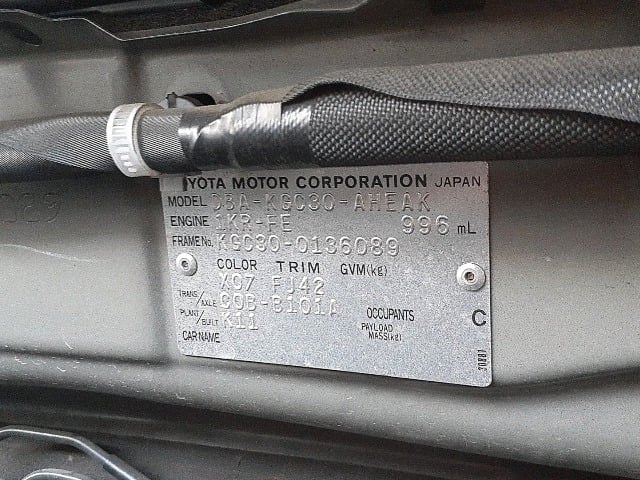 YOTA MOTOR CORPORATION JAPAN
MODEL DBA-KGC30-AHEAK
ENGINE 1KR-FE 996 mL
FRAME No. KGC30-0136089
COLOR TRIM GVM(kg)
X07 FJ42
TRANS./AXLE C0B-B101A OCCUPANTS C
PLANT/BUILT K11 PAYLOAD MASS(kg)
CAR NAME